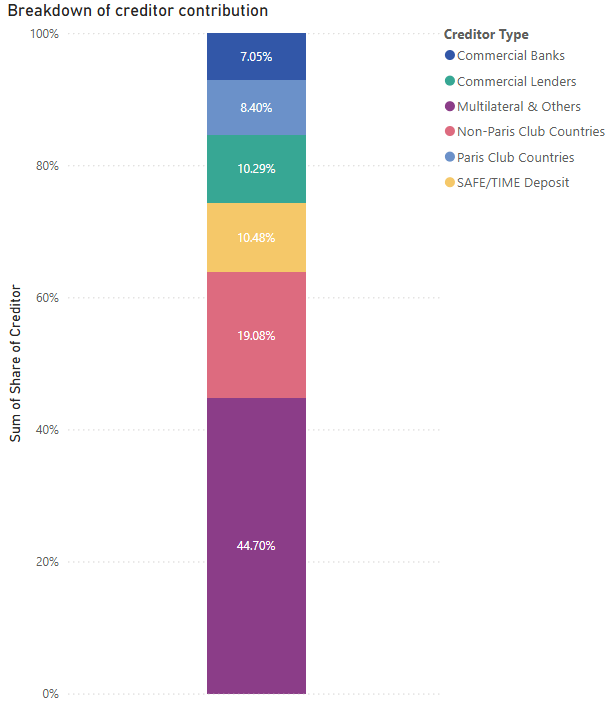 Breakdown of creditor contribution
100%
80%
60%
40%
20%
0%
Sum of Share of Creditor
7.05%
8.40%
10.29%
10.48%
19.08%
44.70%
Creditor Type
Commercial Banks
Commercial Lenders
Multilateral & Others
Non-Paris Club Countries
Paris Club Countries
SAFE/TIME Deposit